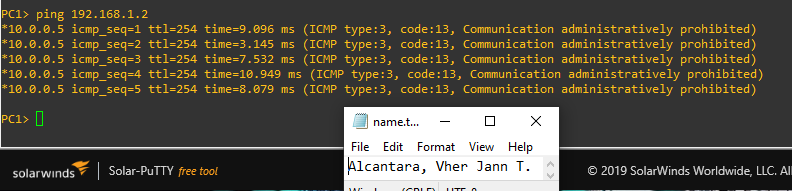 PC1> ping 192.168.1.2
*10.0.0.5 icmp_seq=1 ttl=254 time=9.096 ms (ICMP type:3, code:13, Communication administratively prohibited)
*10.0.0.5 icmp_seq=2 ttl=254 time=3.145 ms (ICMP type:3, code:13, Communication administratively prohibited)
*10.0.0.5 icmp_seq=3 ttl=254 time=7.532 ms (ICMP type:3, code:13, Communication administratively prohibited)
*10.0.0.5 icmp_seq=4 ttl=254 time=10.949 ms (ICMP type:3, code:13, Communication administratively prohibited)
*10.0.0.5 icmp_seq=5 ttl=254 time=8.079 ms (ICMP type:3, code:13, Communication administratively prohibited)
PC1>
name.t...
File Edit Format View Help
Alcantara, Vher Jann T.
solarwinds Solar-PuTTY free tool
© 2019 SolarWinds Worldwide, LLC. Al